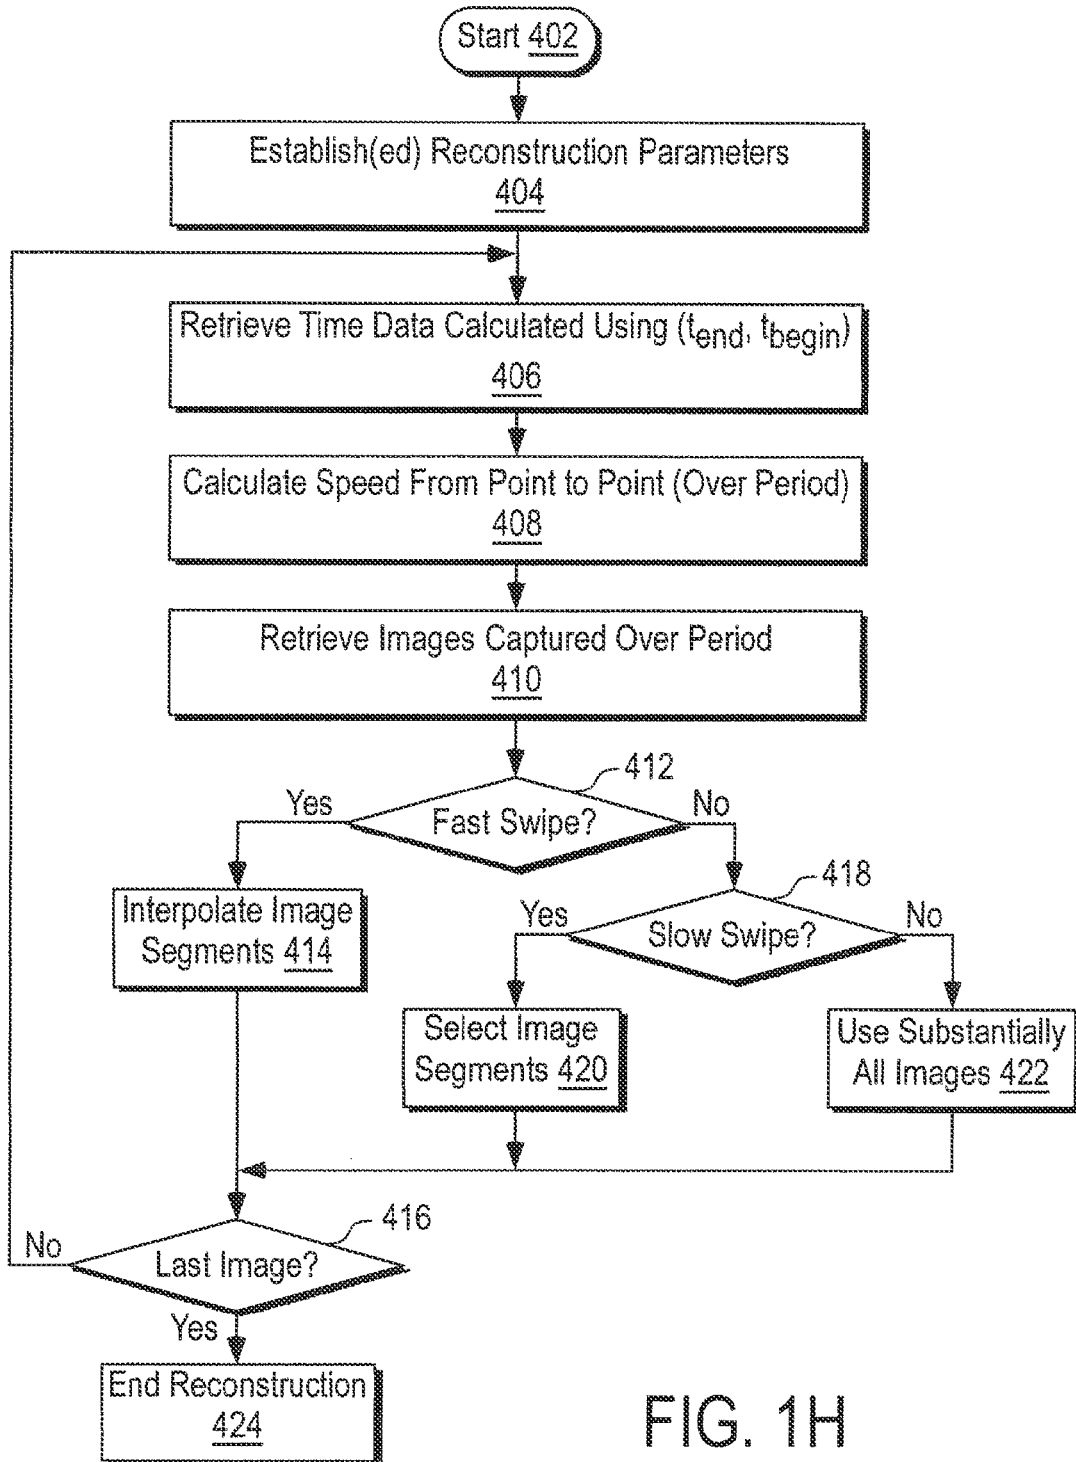 Start 402
Establish(ed) Reconstruction Parameters
404
Retrieve Time Data Calculated Using (tend, tbegin)
406
Calculate Speed From Point to Point (Over Period)
408
Retrieve Images Captured Over Period
410
412
Yes
Fast Swipe?
No
418
Interpolate Image
Segments 414
Yes
Slow Swipe?
No
Select Image
Segments 420
Use Substantially
All Images 422
416
No
Last Image?
Yes
End Reconstruction
424
FIG. 1H